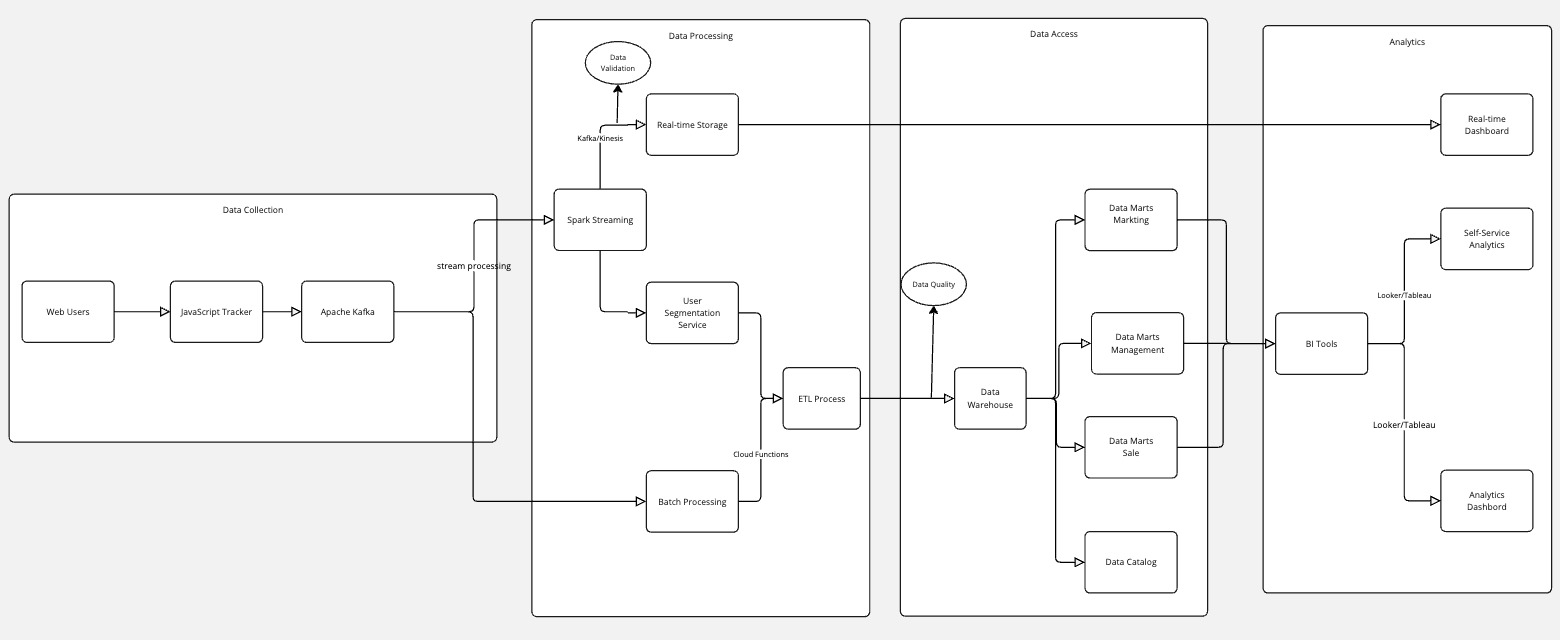 Data Collection
Web Users
JavaScript Tracker
Apache Kafka
stream processing
Data Processing
Data
Validation
Kafka/Kinesis
Real-time Storage
Spark Streaming
User
Segmentation
Service
ETL Process
Cloud Functions
Batch Processing
Data Access
Data Quality
Data
Warehouse
Data Marts
Markting
Data Marts
Management
Data Marts
Sale
Data Catalog
Analytics
Real-time
Dashboard
Self-Service
Analytics
Looker/Tableau
BI Tools
Looker/Tableau
Analytics
Dashbord